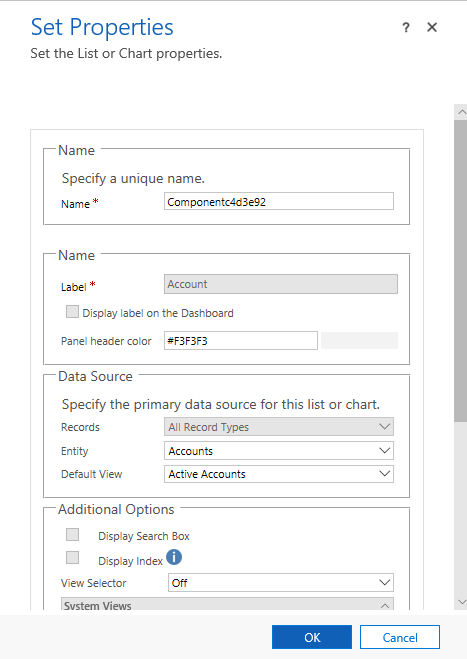 Set Properties
?
Set the List or Chart properties.
Name
Specify a unique name.
Name * Componentc4d3e92
Name
Label * Account
Display label on the Dashboard
Panel header color #F3F3F3
Data Source
Specify the primary data source for this list or chart.
Records All Record Types
Entity Accounts
Default View Active Accounts
Additional Options
Display Search Box
Display Index i
View Selector Off
System Views
OK Cancel